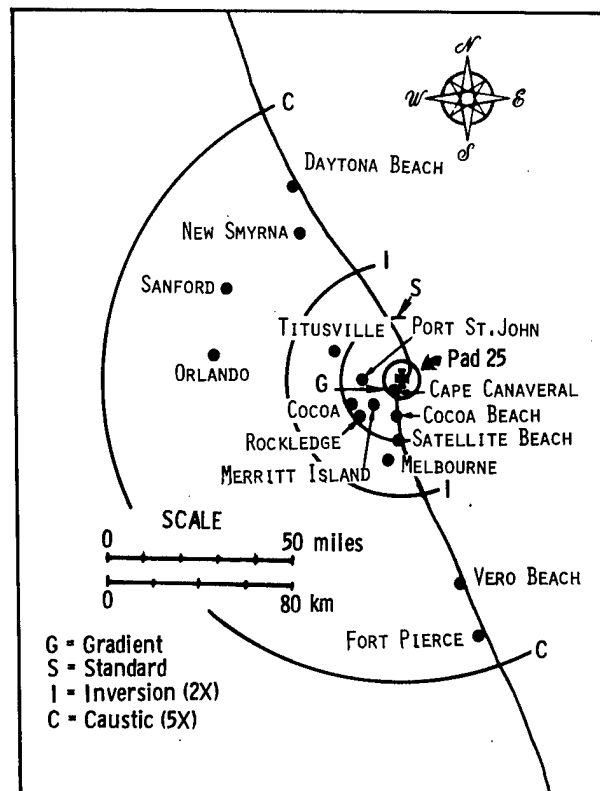 N
W E
S
C
DAYTONA BEACH
NEW SMYRNA
I
SANFORD
S
TITUSVILLE
PORT ST. JOHN
Pad 25
ORLANDO
G
CAPE CANAVERAL
COCOA
COCOA BEACH
ROCKLEDGE
SATELLITE BEACH
MERRITT ISLAND
MELBOURNE
I
SCALE
0 50 miles
0 80 km
VERO BEACH
FORT PIERCE
C
G = Gradient
S = Standard
I = Inversion (2X)
C = Caustic (5X)